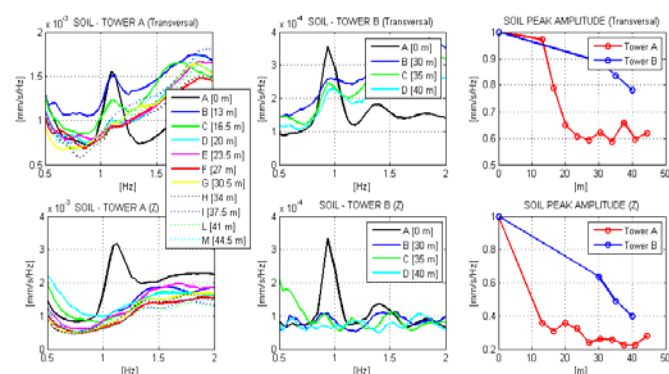 x 10⁻³ SOIL - TOWER A (Transversal)
2
1.5
1
0.5
[mm/s/Hz]
0.5 1
[Hz]
A [0 m]
B [13 m]
C [16.5 m]
D [20 m]
E [23.5 m]
F [27 m]
G [30.5 m]
H [34 m]
I [37.5 m]
L [41 m]
M [44.5 m]
x 10⁻⁴ SOIL - TOWER B (Transversal)
4
3
2
1
0
[mm/s/Hz]
0.5 1 1.5 2
[Hz]
A [0 m]
B [30 m]
C [35 m]
D [40 m]
SOIL PEAK AMPLITUDE (Transversal)
1
0.9
0.8
0.7
0.6
0.5
[mm/s/Hz]
0 10 20 30 40
[m]
Tower A
Tower B
x 10⁻³ SOIL - TOWER A (Z)
4
3
2
1
0
[mm/s/Hz]
0.5 1 1.5 2
[Hz]
x 10⁻⁴ SOIL - TOWER B (Z)
4
3
2
1
0
[mm/s/Hz]
0.5 1 1.5 2
[Hz]
A [0 m]
B [30 m]
C [35 m]
D [40 m]
SOIL PEAK AMPLITUDE (Z)
1
0.8
0.6
0.4
0.2
[mm/s/Hz]
0 10 20 30 40
[m]
Tower A
Tower B